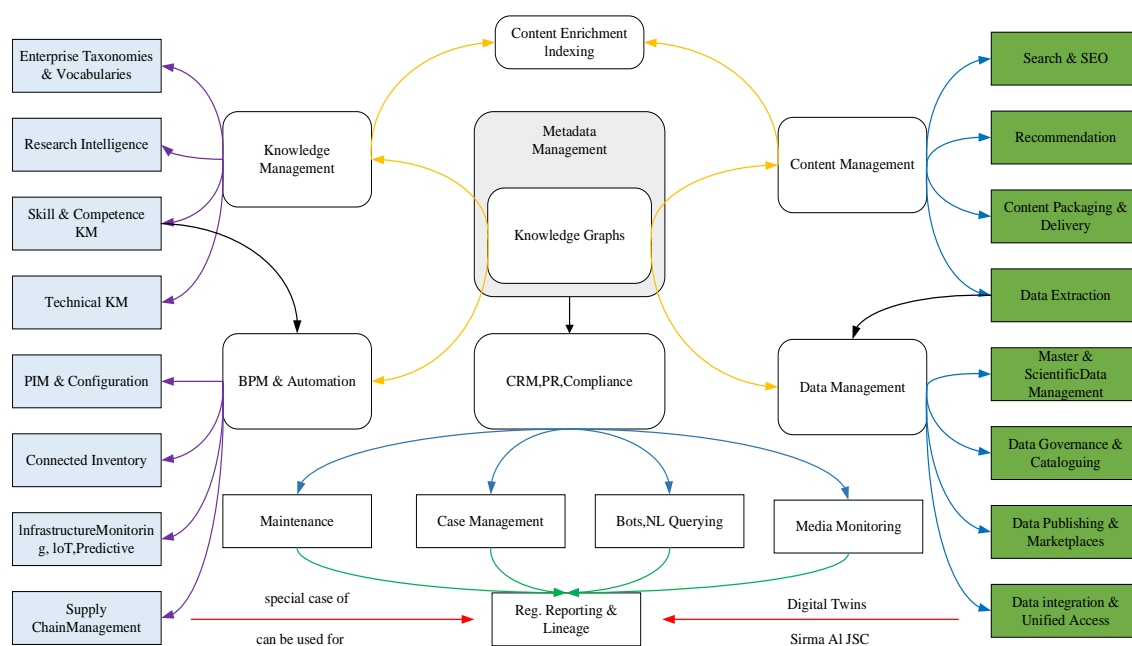 Enterprise Taxonomies
& Vocabularies
Research Intelligence
Skill & Competence
KM
Technical KM
PIM & Configuration
Connected Inventory
lnfrastructureMonitorin
g, loT,Predictive
Supply
ChainManagement
Knowledge
Management
BPM & Automation
Content Enrichment
lndexing
Metadata
Management
Knowledge Graphs
CRM,PR,Compliance
Content Management
Data Management
Maintenance
Case Management
Bots,NL Querying
Media Monitoring
Reg. Reporting &
Lineage
special case of
can be used for
Digital Twins
Sirma Al JSC
Search & SEO
Recommendation
Content Packaging &
Delivery
Data Extraction
Master &
ScientificData
Management
Data Governance &
Cataloguing
Data Publishing &
Marketplaces
Data integration &
Unified Access